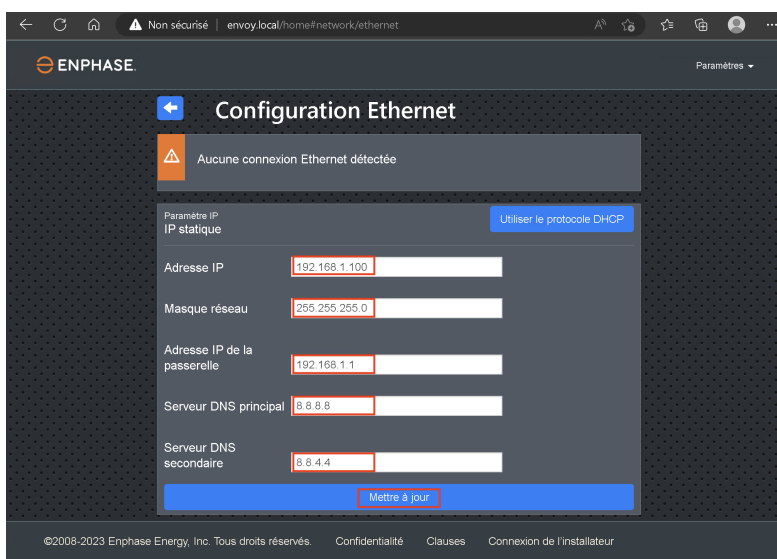 Non sécurisé | envoy.local/home#network/ethernet
ENPHASE.
Paramètres
Configuration Ethernet
Aucune connexion Ethernet détectée
Paramètre IP
IP statique
Utiliser le protocole DHCP
Adresse IP
192.168.1.100
Masque réseau
255.255.255.0
Adresse IP de la
passerelle
192.168.1.1
Serveur DNS principal
8.8.8.8
Serveur DNS
secondaire
8.8.4.4
Mettre à jour
©2008-2023 Enphase Energy, Inc. Tous droits réservés. Confidentialité Clauses Connexion de l'installateur